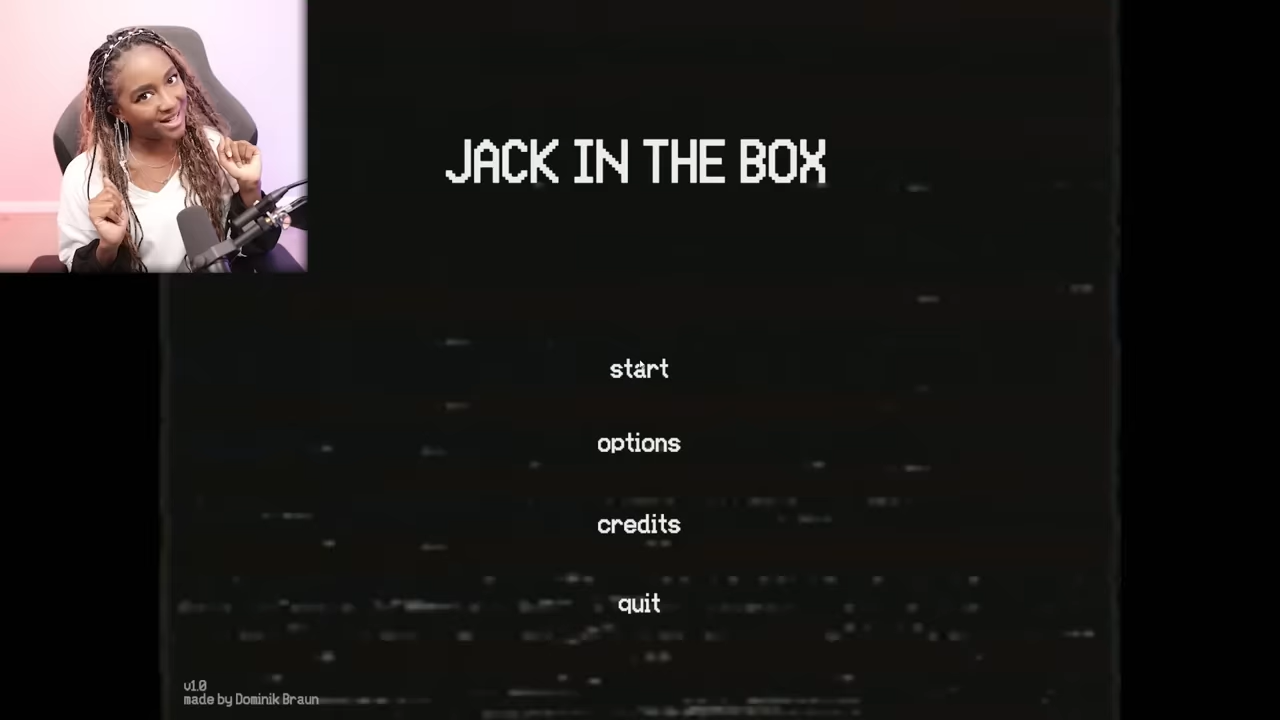 JACK IN THE BOX
start
options
credits
quit
v1.0
made by Dominik Braun